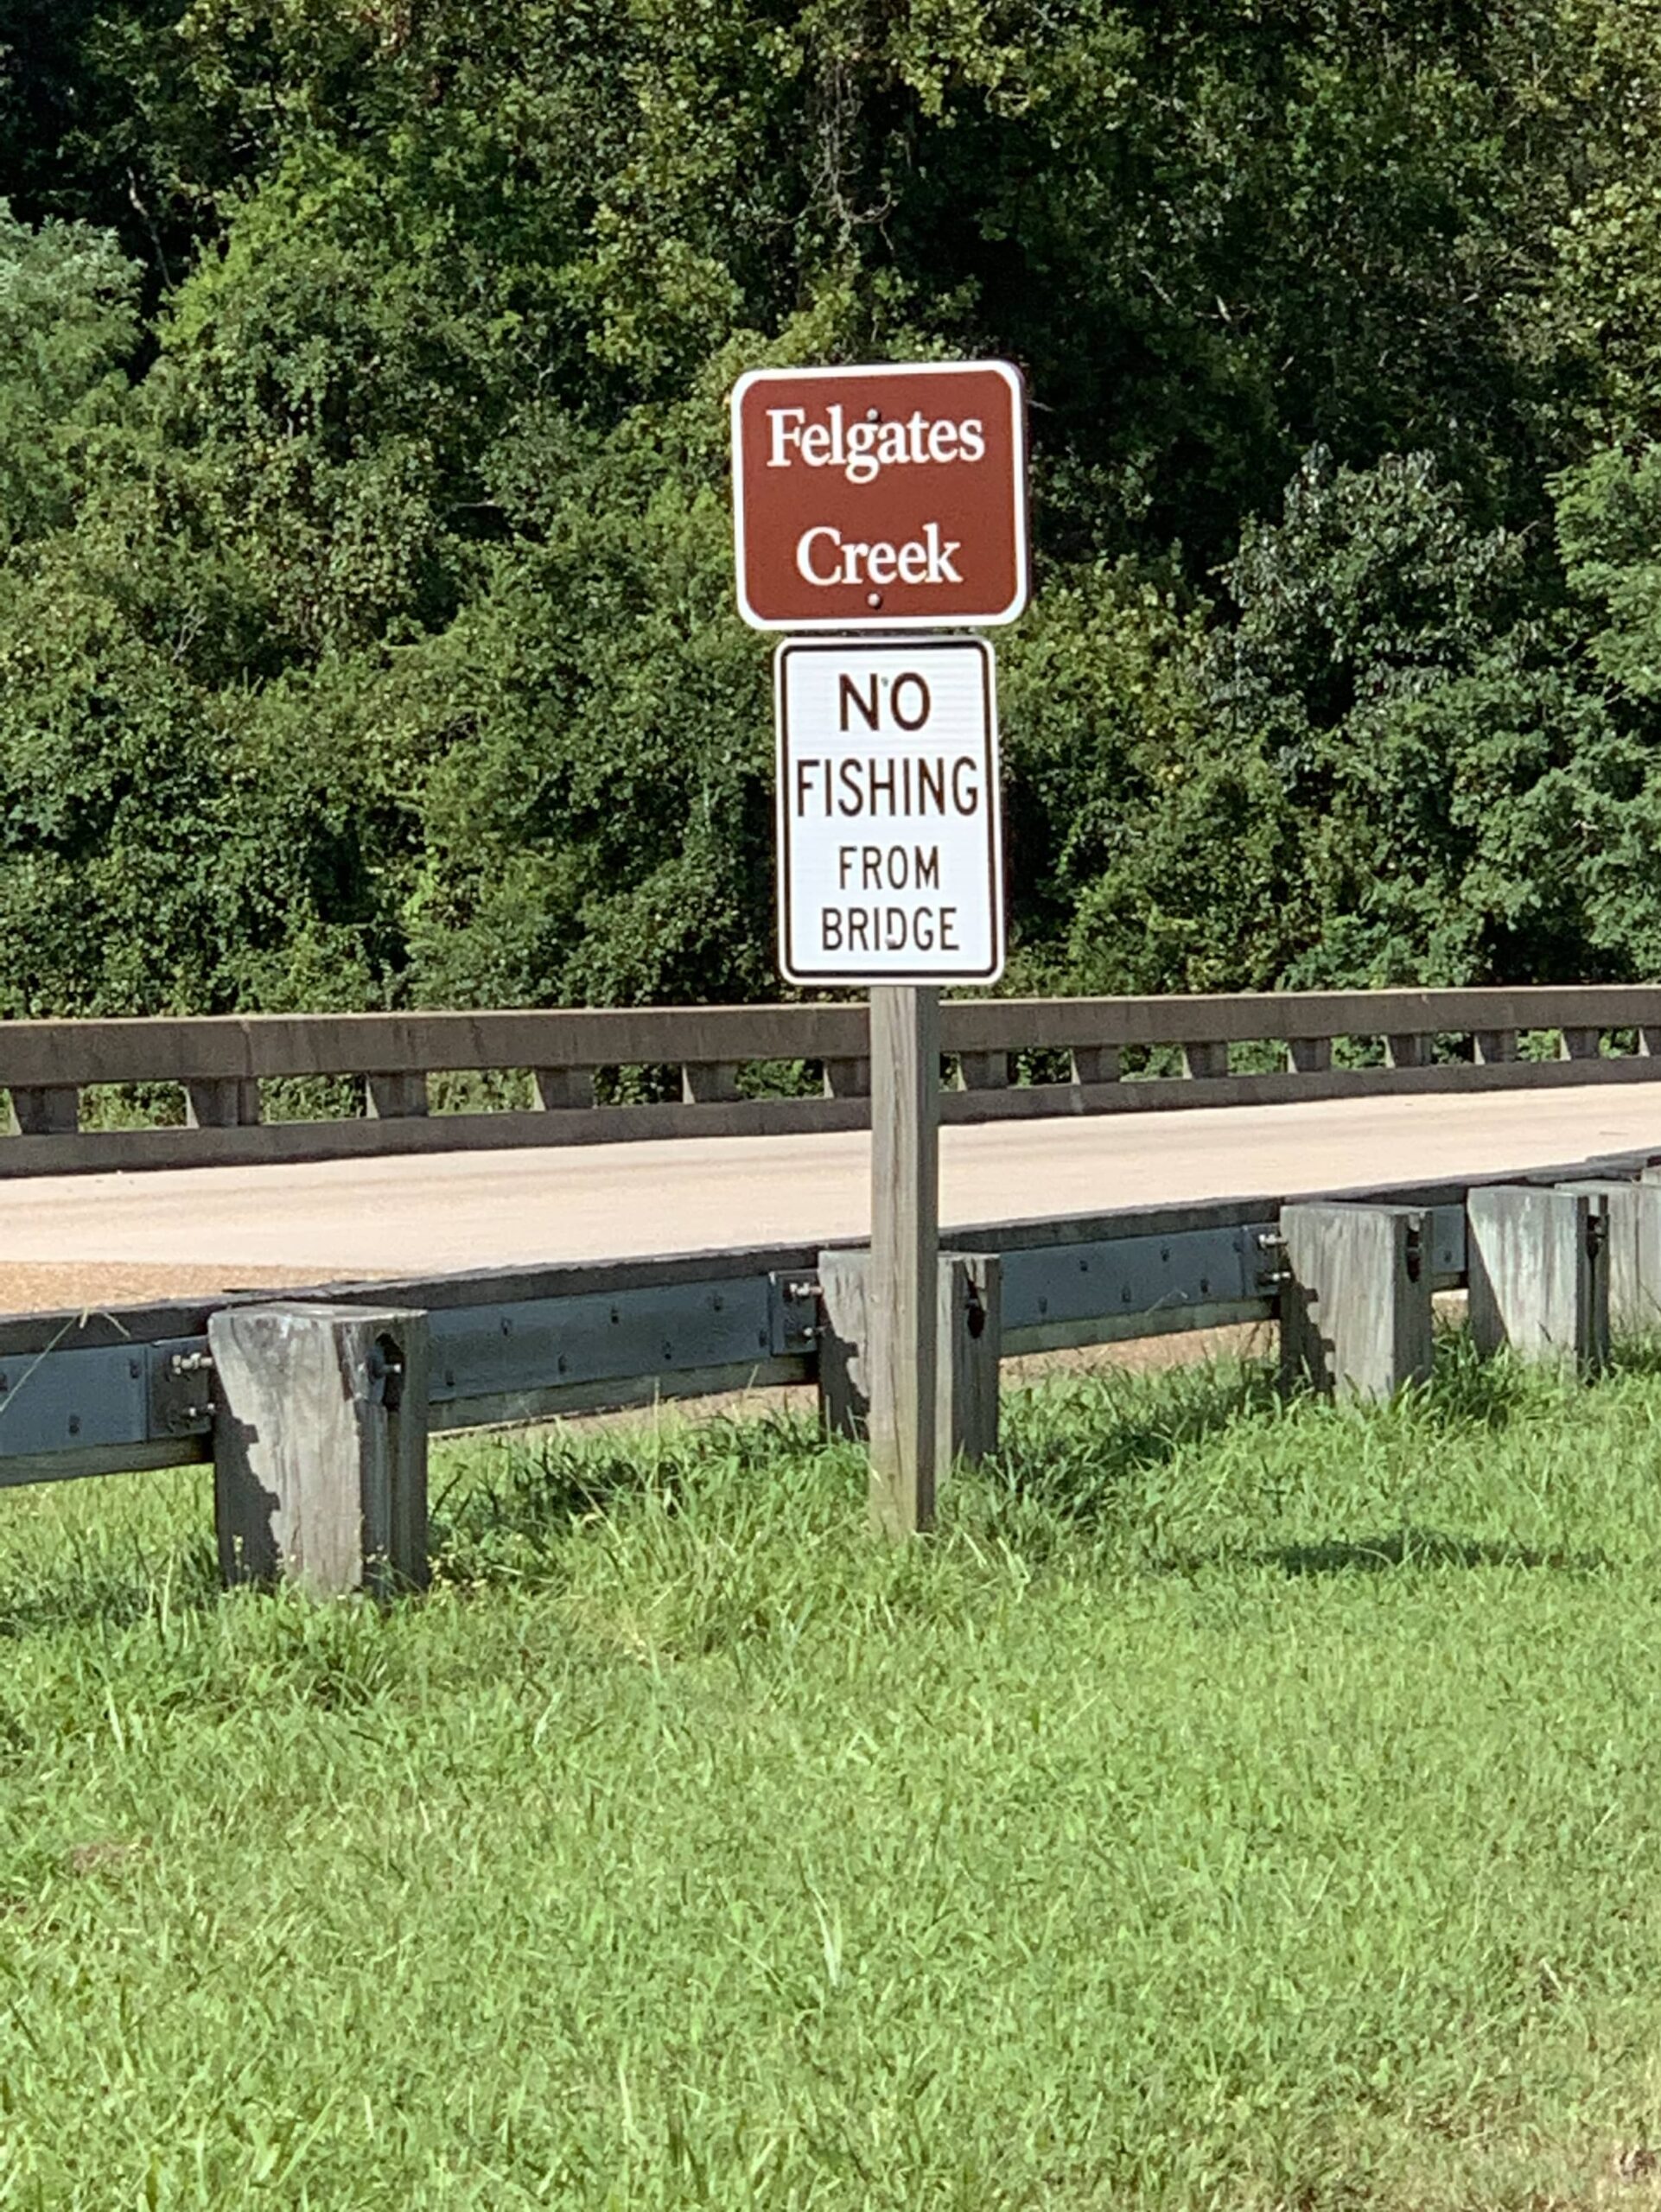 Felgates
Creek
NO
FISHING
FROM
BRIDGE